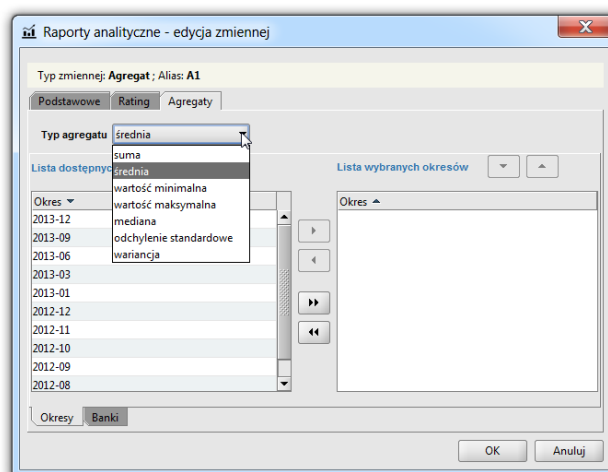 Raporty analityczne - edycja zmiennej
Typ zmiennej: Agregat ; Alias: A1
Podstawowe Rating Agregaty
Typ agregatu średnia
suma
średnia
wartość minimalna
wartość maksymalna
mediana
odchylenie standardowe
wariancja
Lista dostępnyc
Okres
2013-12
2013-09
2013-06
2013-03
2013-01
2012-12
2012-11
2012-10
2012-09
2012-08
Lista wybranych okresów
Okres
Okresy Banki
OK Anuluj